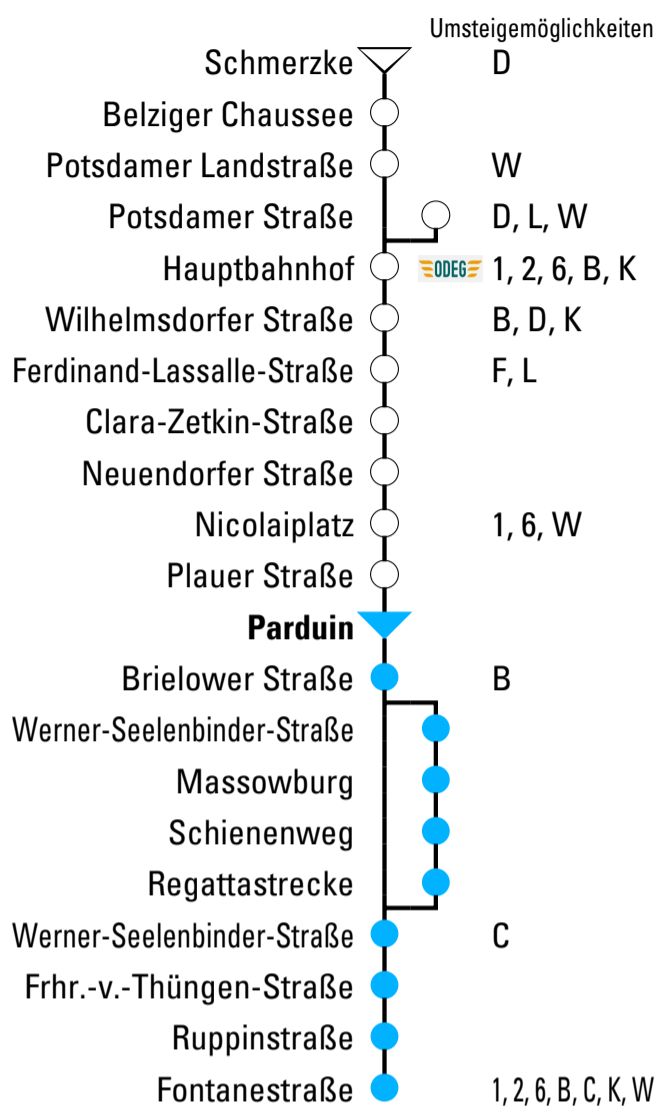 Umsteigemöglichkeiten
Schmerzke D
Belziger Chaussee
Potsdamer Landstraße W
Potsdamer Straße D, L, W
Hauptbahnhof ODEG 1, 2, 6, B, K
Wilhelmsdorfer Straße B, D, K
Ferdinand-Lassalle-Straße F, L
Clara-Zetkin-Straße
Neuendorfer Straße
Nicolaiplatz 1, 6, W
Plauer Straße
Parduin
Brielower Straße B
Werner-Seelenbinder-Straße
Massowburg
Schienenweg
Regattastrecke
Werner-Seelenbinder-Straße C
Frhr.-v.-Thüngen-Straße
Ruppinstraße
Fontanestraße 1, 2, 6, B, C, K, W